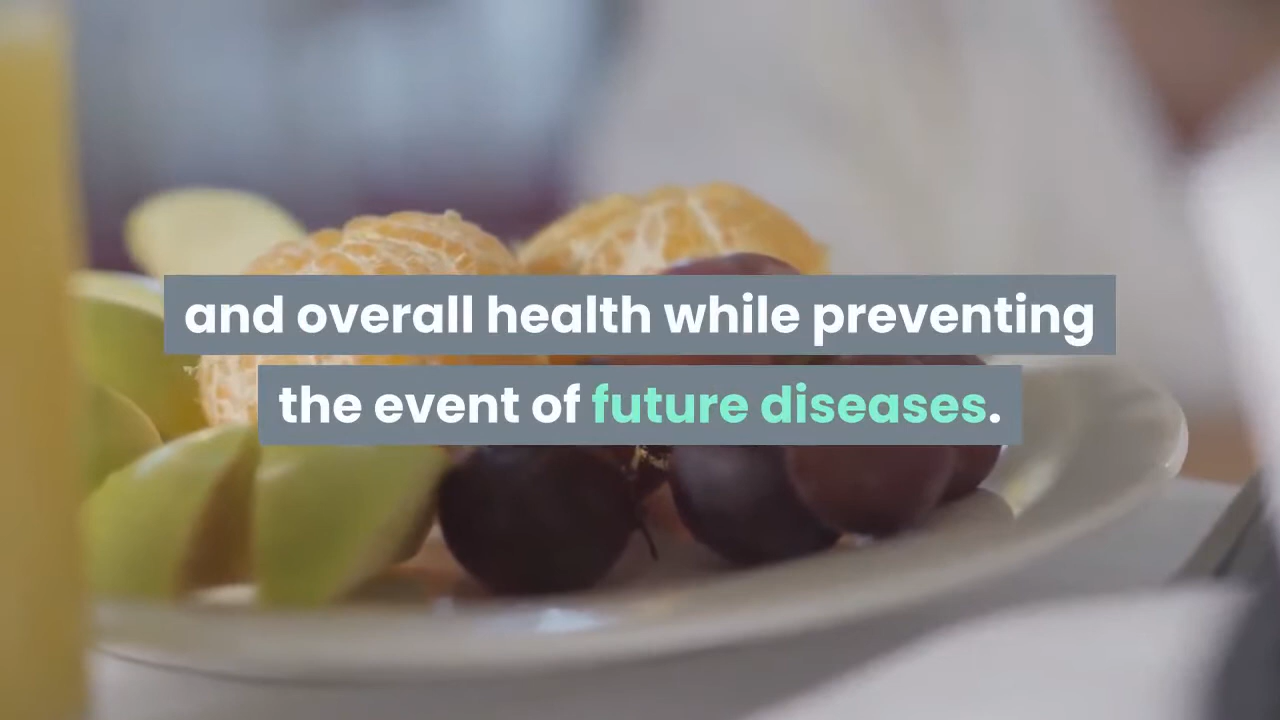 and overall health while preventing
the event of future diseases.